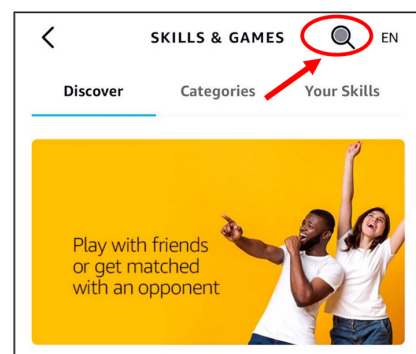 SKILLS & GAMES EN
Discover Categories Your Skills
Play with friends
or get matched
with an opponent